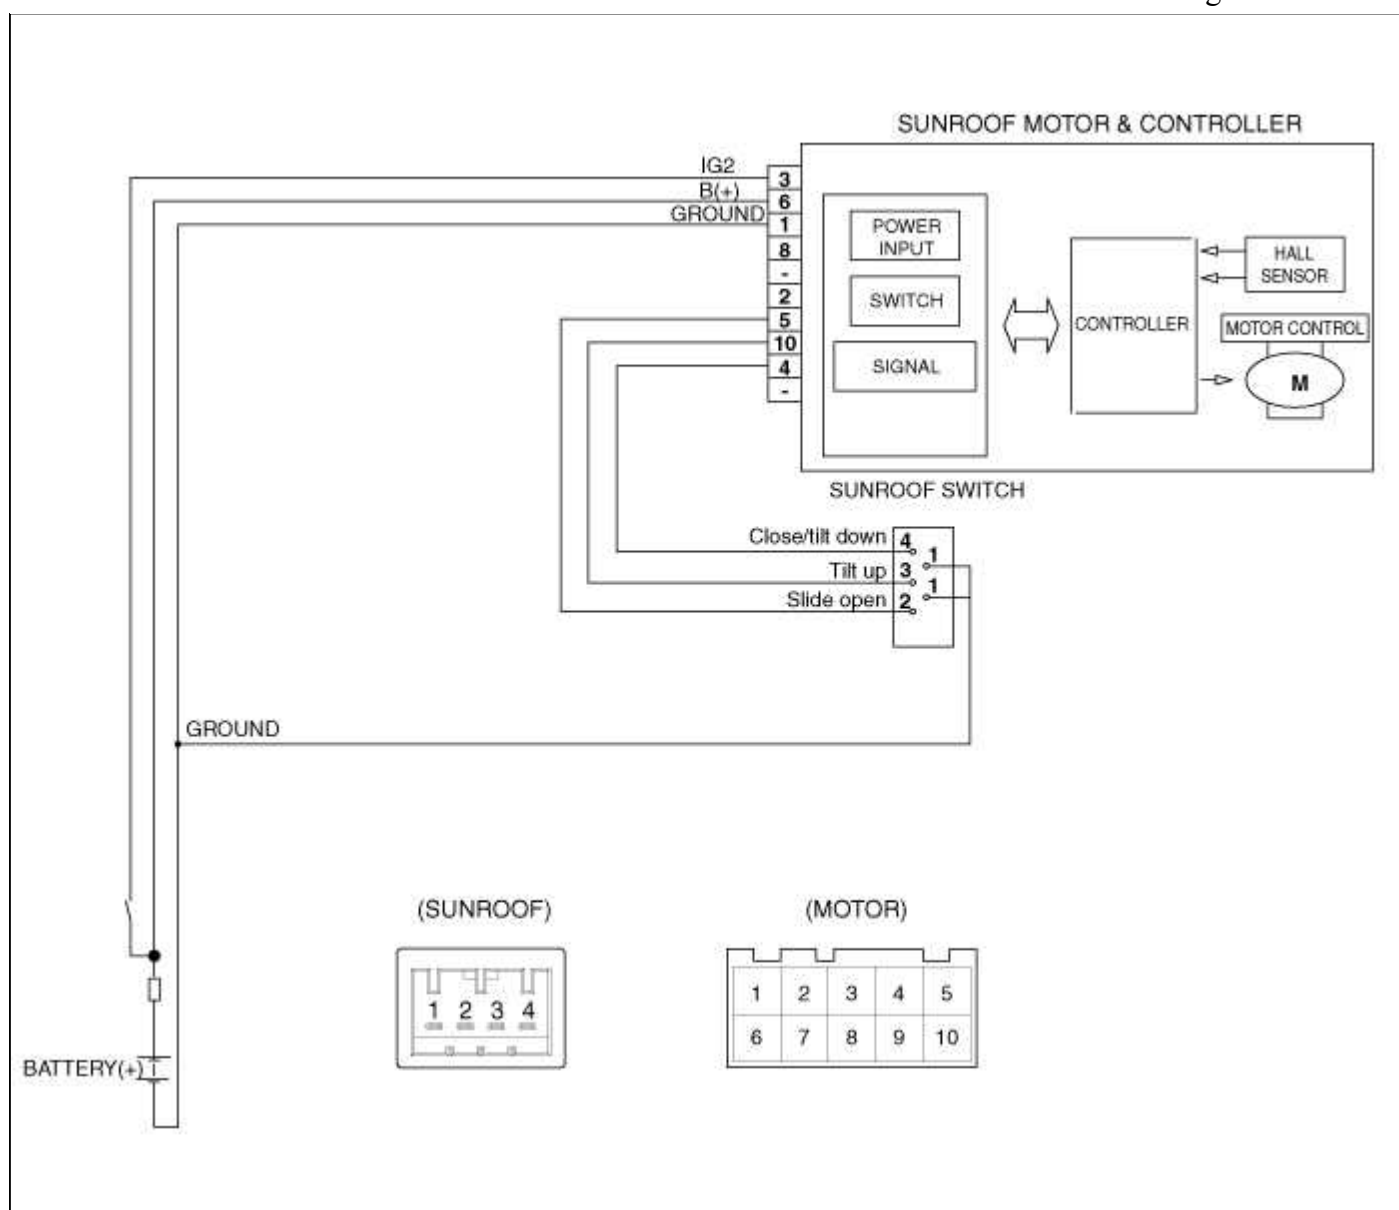 SUNROOF MOTOR & CONTROLLER
IG2
B(+)
GROUND
3
6
1
8
-
2
5
10
4
-
POWER
INPUT
SWITCH
SIGNAL
CONTROLLER
HALL
SENSOR
MOTOR CONTROL
M
SUNROOF SWITCH
Close/tilt down
4
1
Tilt up
3
1
Slide open
2
GROUND
(SUNROOF)
1 2 3 4
(MOTOR)
1 2 3 4 5
6 7 8 9 10
BATTERY(+)